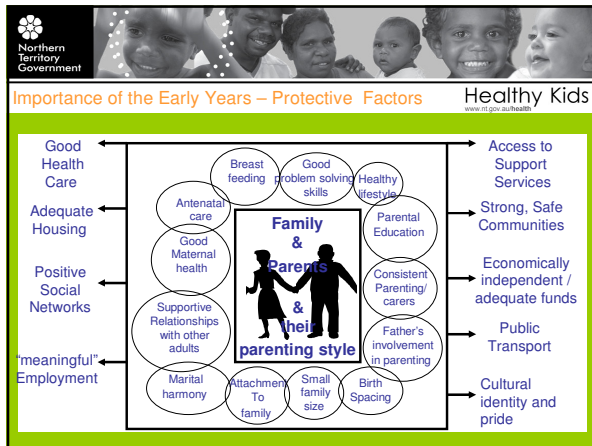 Northern
Territory
Government
Importance of the Early Years – Protective Factors
Healthy Kids
www.nt.gov.au/health
Good
Health
Care
Adequate
Housing
Positive
Social
Networks
“meaningful”
Employment
Breast
feeding
Good
problem solving
skills
Healthy
lifestyle
Antenatal
care
Parental
Education
Good
Maternal
health
Consistent
Parenting/
carers
Supportive
Relationships
with other
adults
Father's
involvement
in parenting
Marital
harmony
Attachment
To
family
Small
family
size
Birth
Spacing
Family
&
Parents
&
their
parenting style
Access to
Support
Services
Strong, Safe
Communities
Economically
independent /
adequate funds
Public
Transport
Cultural
identity and
pride